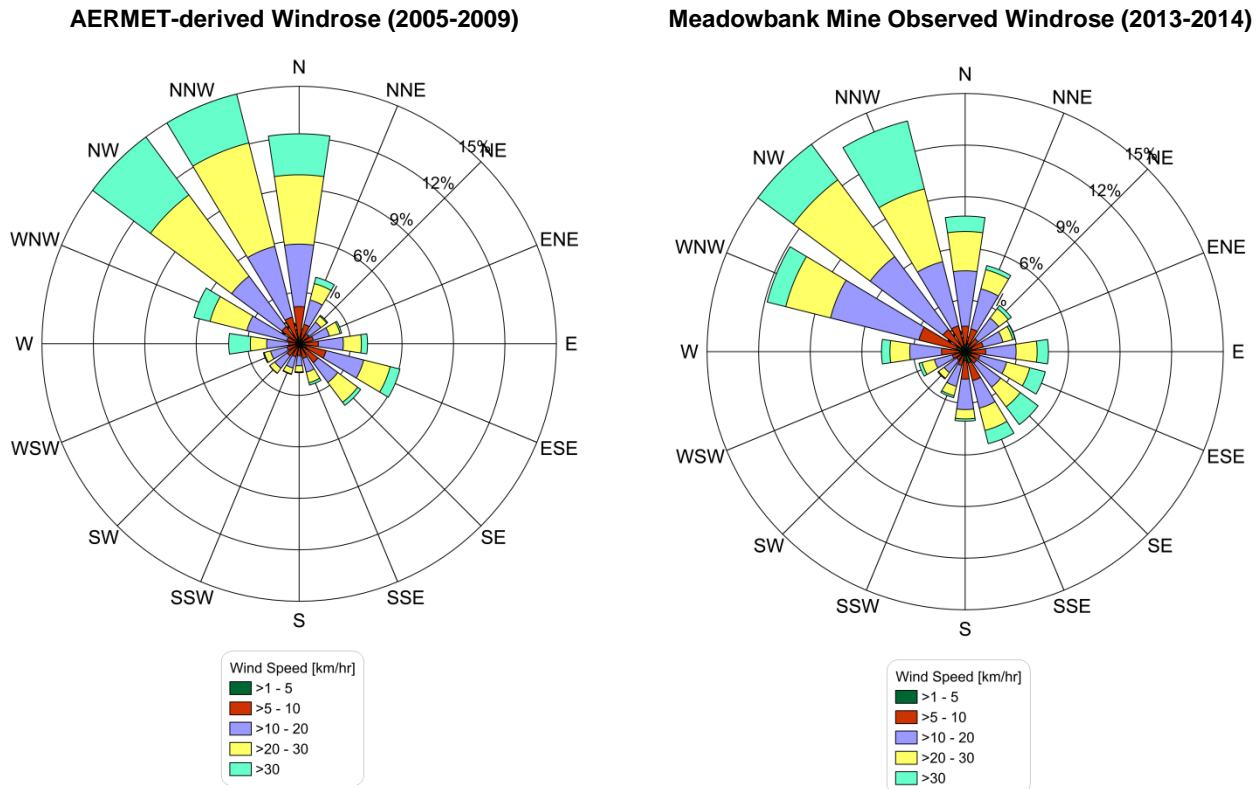 AERMET-derived Windrose (2005-2009)
N
NNW
NNE
NW
15%
NE
12%
9%
WNW
ENE
6%
%
W
E
WSW
ESE
SW
SE
SSW
SSE
S
Wind Speed [km/hr]
>1 - 5
>5 - 10
>10 - 20
>20 - 30
>30
Meadowbank Mine Observed Windrose (2013-2014)
N
NNW
NNE
NW
15%
NE
12%
9%
WNW
ENE
6%
%
W
E
WSW
ESE
SW
SE
SSW
SSE
S
Wind Speed [km/hr]
>1 - 5
>5 - 10
>10 - 20
>20 - 30
>30